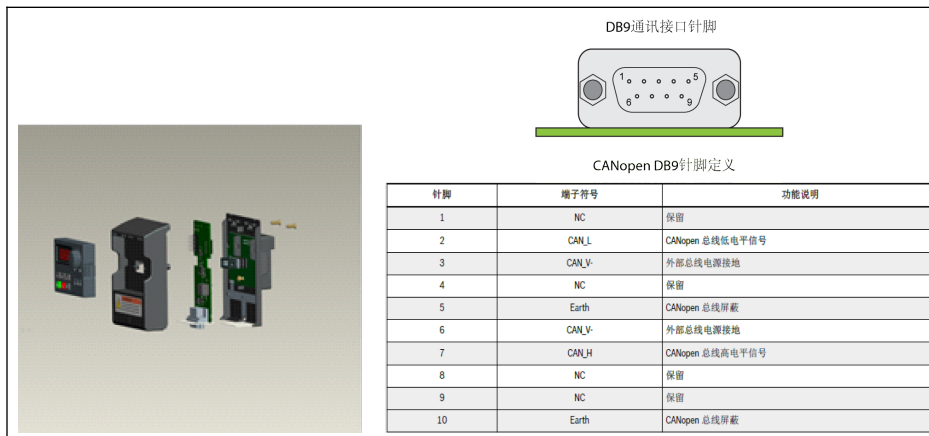 DB9通讯接口针脚
1 5
6 9
CANopen DB9针脚定义
针脚 端子符号 功能说明
1 NC 保留
2 CAN_L CANopen 总线低电平信号
3 CAN_V- 外部总线电源接地
4 NC 保留
5 Earth CANopen 总线屏蔽
6 CAN_V- 外部总线电源接地
7 CAN_H CANopen 总线高电平信号
8 NC 保留
9 NC 保留
10 Earth CANopen 总线屏蔽